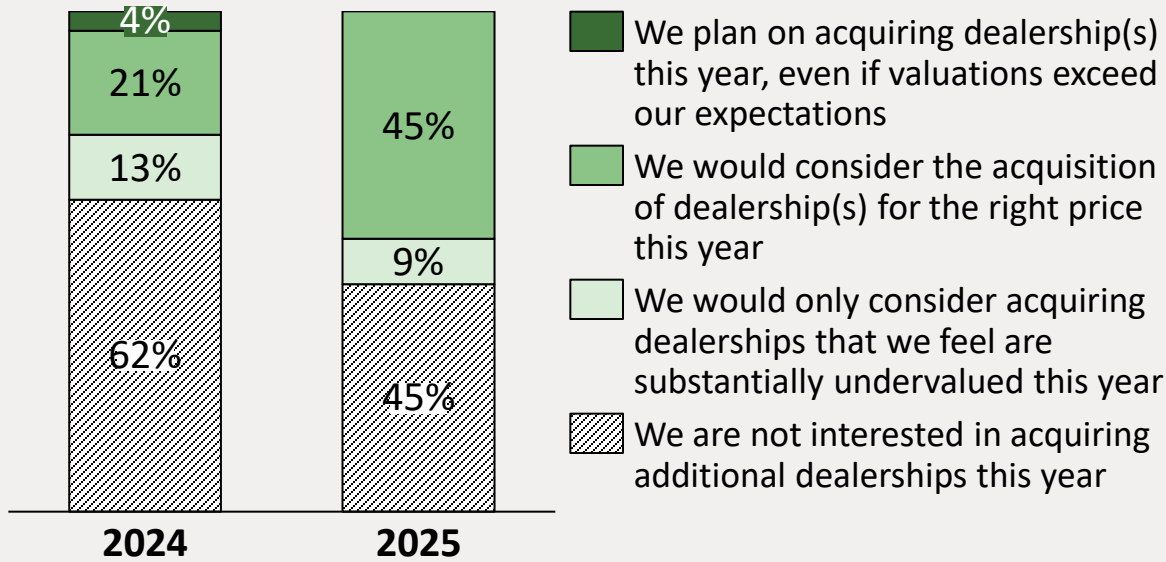 4%
21%
13%
62%
45%
9%
45%
2024
2025
We plan on acquiring dealership(s)
this year, even if valuations exceed
our expectations
We would consider the acquisition
of dealership(s) for the right price
this year
We would only consider acquiring
dealerships that we feel are
substantially undervalued this year
We are not interested in acquiring
additional dealerships this year